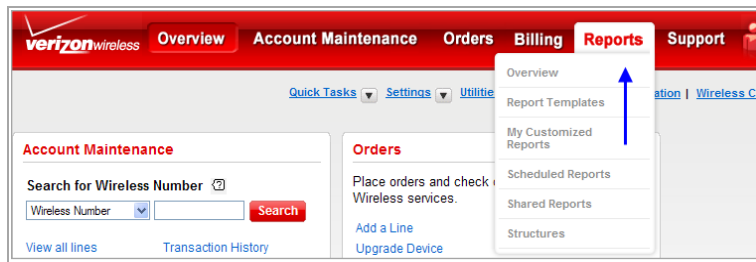 verizonwireless Overview Account Maintenance Orders Billing Reports Support
Quick Tasks Settings Wireless
Overview
Report Templates
My Customized
Reports
Scheduled Reports
Shared Reports
Structures
Account Maintenance
Search for Wireless Number
Wireless Number Search
View all lines Transaction History
Orders
Place orders and check
Wireless services.
Add a Line
Upgrade Device